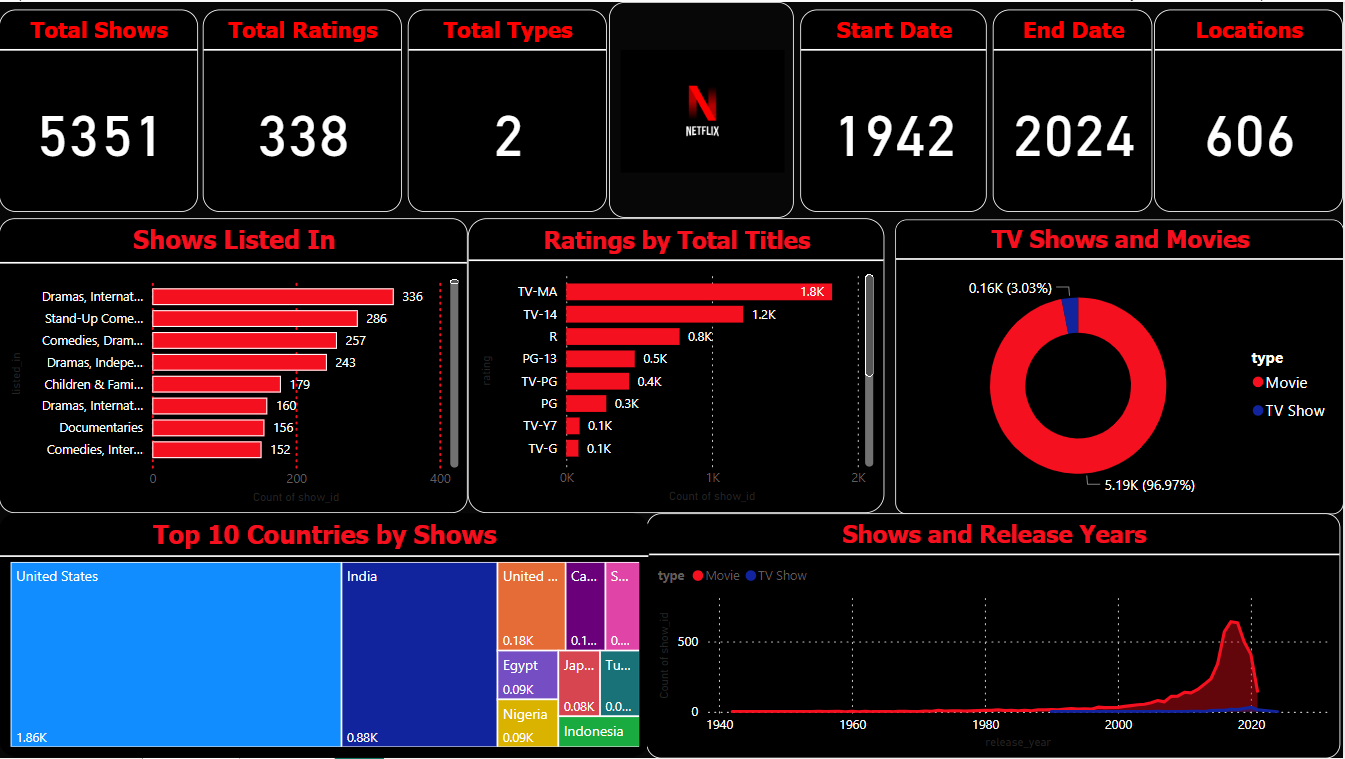 Total Shows
5351
Total Ratings
338
Total Types
2
NETFLIX
Start Date
1942
End Date
2024
Locations
606
Shows Listed In
listed_in
Dramas, Internat... 336
Stand-Up Come... 286
Comedies, Dram... 257
Dramas, Indepe... 243
Children & Fami... 179
Dramas, Internat... 160
Documentaries 156
Comedies, Inter... 152
0 200 400
Count of show_id
Ratings by Total Titles
rating
TV-MA 1.8K
TV-14 1.2K
R 0.8K
PG-13 0.5K
TV-PG 0.4K
PG 0.3K
TV-Y7 0.1K
TV-G 0.1K
0K 1K 2K
Count of show_id
TV Shows and Movies
0.16K (3.03%)
5.19K (96.97%)
type
Movie
TV Show
Top 10 Countries by Shows
United States
1.86K
India
0.88K
United ...
0.18K
Ca...
0.1...
S...
0....
Egypt
0.09K
Jap...
0.08K
Tu...
0.0...
Nigeria
0.09K
Indonesia
Shows and Release Years
type Movie TV Show
Count of show_id
500
0
1940 1960 1980 2000 2020
release_year